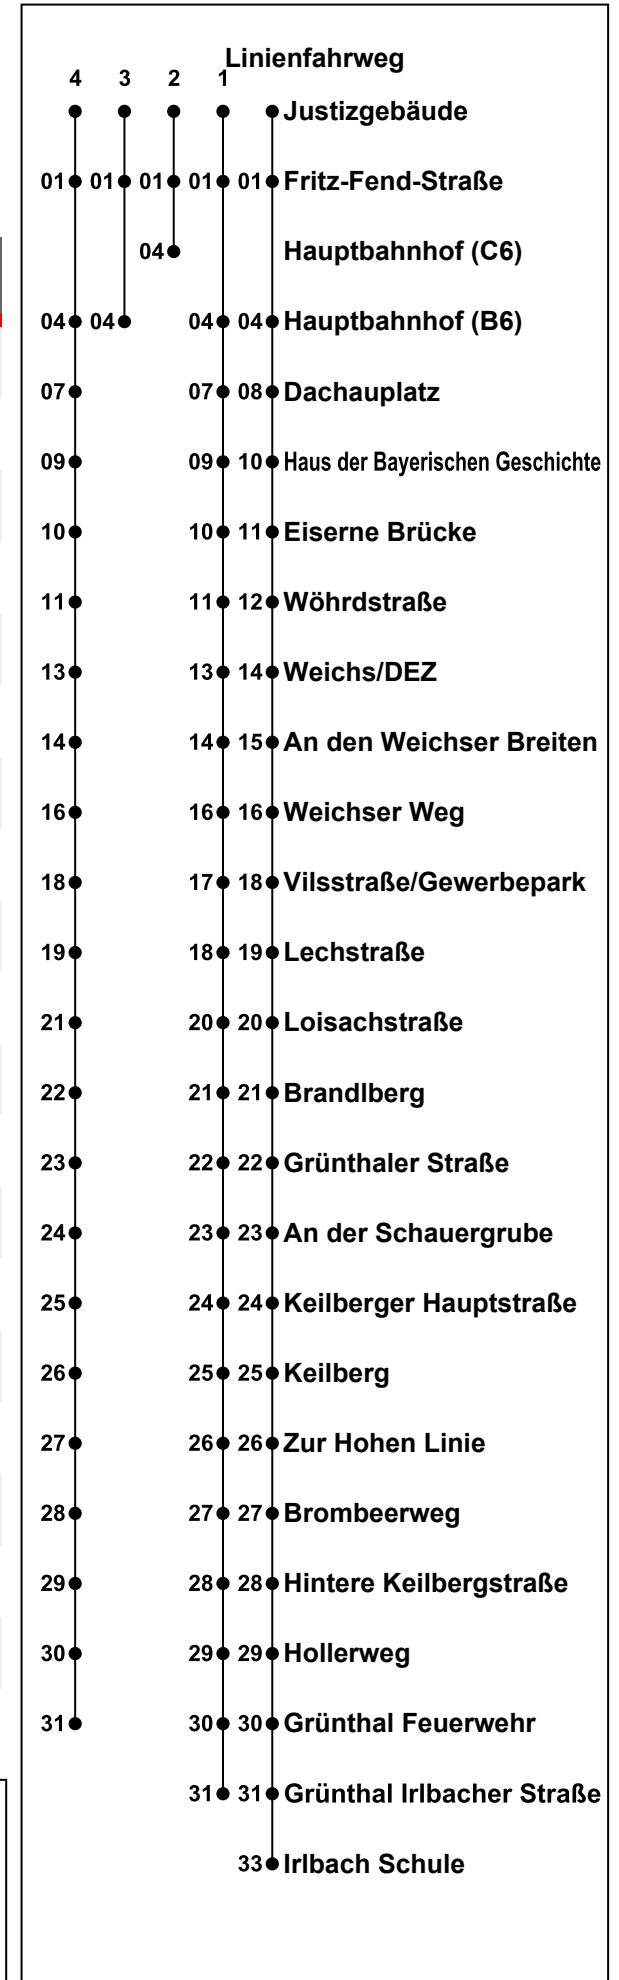 Linienfahrweg
4 3 2 1
Justizgebäude
01 01 01 01 01 Fritz-Fend-Straße
04 Hauptbahnhof (C6)
04 04 04 04 Hauptbahnhof (B6)
07 07 08 Dachauplatz
09 09 10 Haus der Bayerischen Geschichte
10 10 11 Eiserne Brücke
11 11 12 Wöhrdstraße
13 13 14 Weichs/DEZ
14 14 15 An den Weichser Breiten
16 16 16 Weichser Weg
18 17 18 Vilsstraße/Gewerbepark
19 18 19 Lechstraße
21 20 20 Loisachstraße
22 21 21 Brandlberg
23 22 22 Grünthaler Straße
24 23 23 An der Schauergrube
25 24 24 Keilberger Hauptstraße
26 25 25 Keilberg
27 26 26 Zur Hohen Linie
28 27 27 Brombeerweg
29 28 28 Hintere Keilbergstraße
30 29 29 Hollerweg
31 30 30 Grünthal Feuerwehr
31 31 Grünthal Irlbacher Straße
33 Irlbach Schule